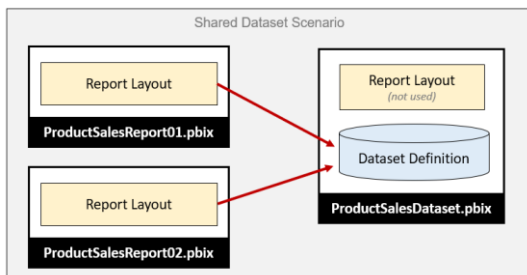 Shared Dataset Scenario
Report Layout
ProductSalesReport01.pbix
Report Layout
ProductSalesReport02.pbix
Report Layout
(not used)
Dataset Definition
ProductSalesDataset.pbix